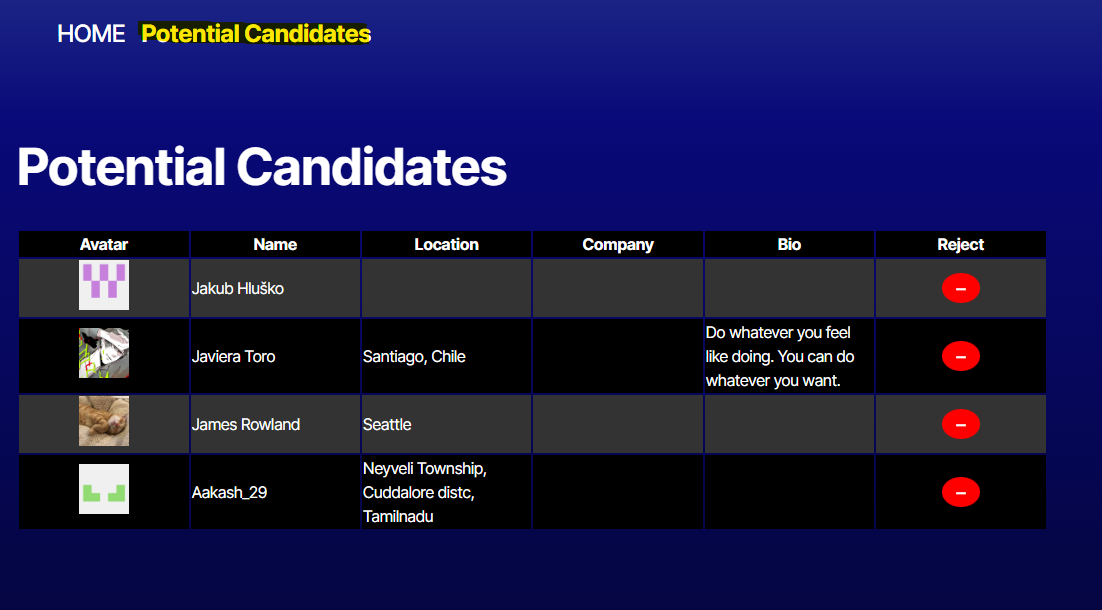 HOME Potential Candidates
Potential Candidates
Avatar Name Location Company Bio Reject
Jakub Hluško –
Javiera Toro Santiago, Chile Do whatever you feel
like doing. You can do
whatever you want. –
James Rowland Seattle –
Aakash_29 Neyveli Township,
Cuddalore distc,
Tamilnadu –